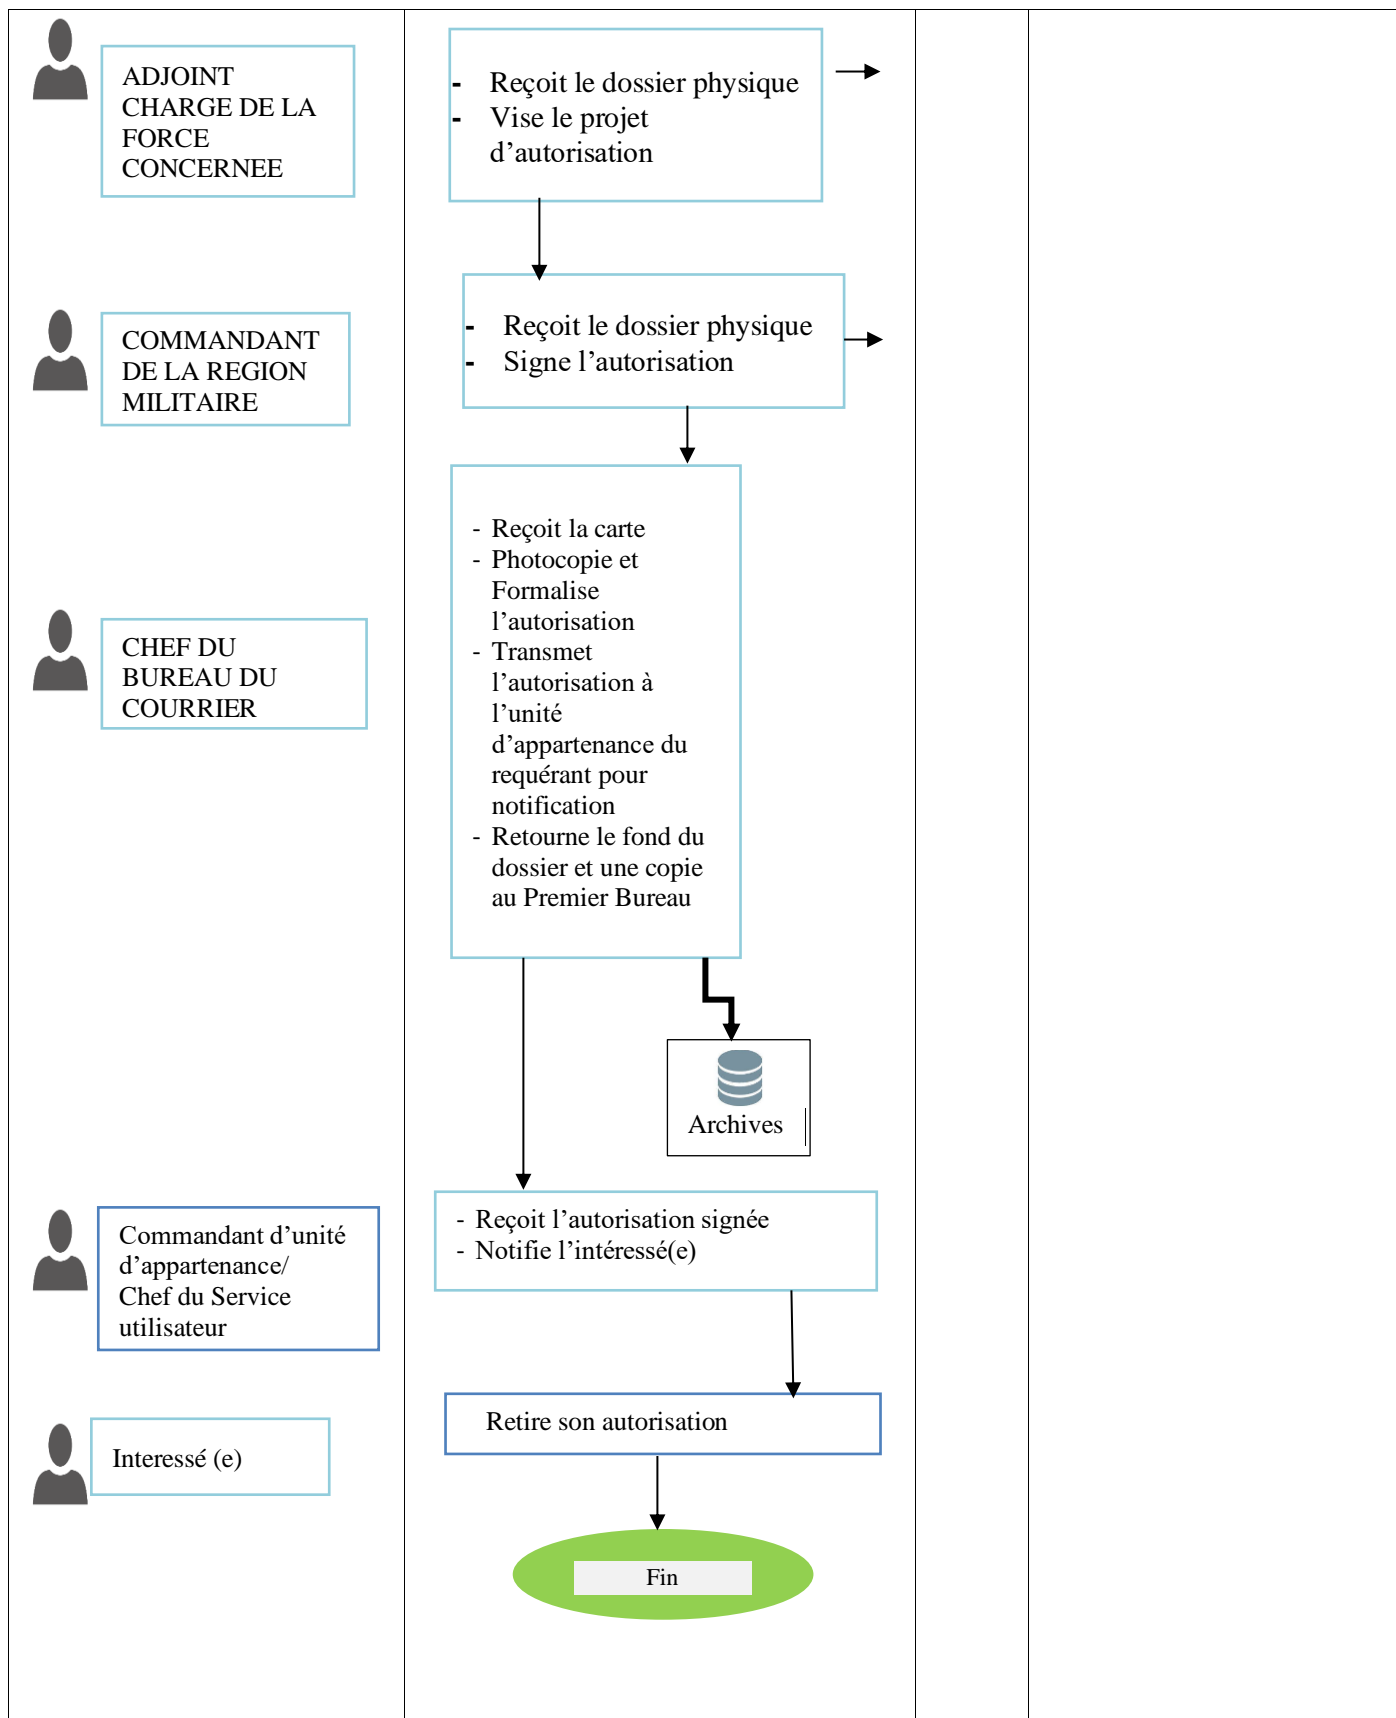 ADJOINT
CHARGE DE LA
FORCE
CONCERNEE
- Reçoit le dossier physique
- Vise le projet
d’autorisation
COMMANDANT
DE LA REGION
MILITAIRE
- Reçoit le dossier physique
- Signe l’autorisation
CHEF DU
BUREAU DU
COURRIER
- Reçoit la carte
- Photocopie et
Formalise
l’autorisation
- Transmet
l’autorisation à
l’unité
d’appartenance du
requérant pour
notification
- Retourne le fond du
dossier et une copie
au Premier Bureau
Archives
Commandant d’unité
d’appartenance/
Chef du Service
utilisateur
- Reçoit l’autorisation signée
- Notifie l’intéressé(e)
Interessé (e)
Retire son autorisation
Fin